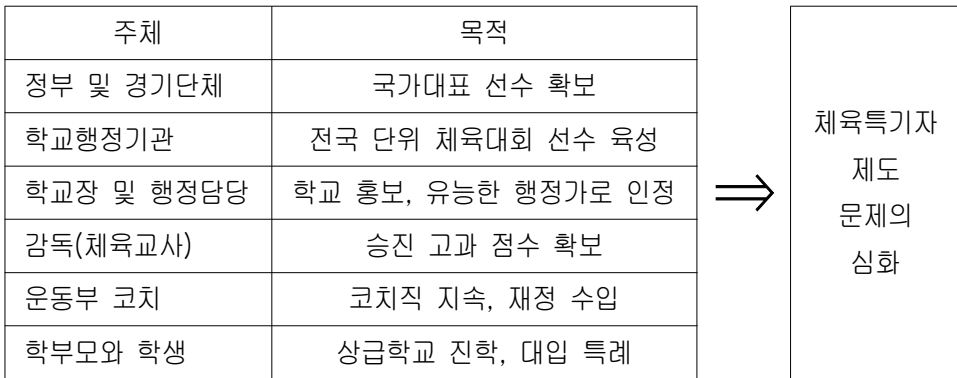 주체 목적
정부 및 경기단체 국가대표 선수 확보
학교행정기관 전국 단위 체육대회 선수 육성
학교장 및 행정담당 학교 홍보, 유능한 행정가로 인정
감독(체육교사) 승진 고과 점수 확보
운동부 코치 코치직 지속, 재정 수입
학부모와 학생 상급학교 진학, 대입 특례
⇒
체육특기자
제도
문제의
심화